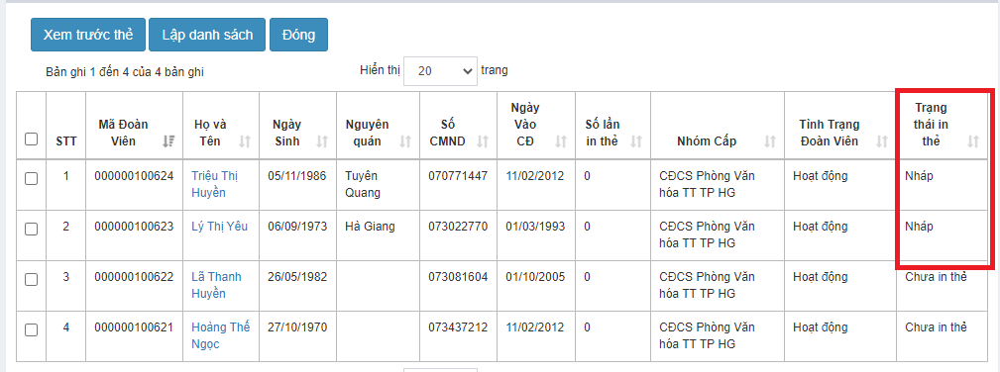 Xem trước thẻ Lập danh sách Đóng
Bản ghi 1 đến 4 của 4 bản ghi Hiển thị 20 trang
STT Mã Đoàn Viên Họ và Tên Ngày Sinh Nguyên quán Số CMND Ngày Vào CĐ Số lần in thẻ Nhóm Cấp Tình Trạng Đoàn Viên Trạng thái in thẻ
1 000000100624 Triệu Thị Huyền 05/11/1986 Tuyên Quang 070771447 11/02/2012 0 CĐCS Phòng Văn hóa TT TP HG Hoạt động Nháp
2 000000100623 Lý Thị Yêu 06/09/1973 Hà Giang 073022770 01/03/1993 0 CĐCS Phòng Văn hóa TT TP HG Hoạt động Nháp
3 000000100622 Lã Thanh Huyền 26/05/1982 073081604 01/10/2005 0 CĐCS Phòng Văn hóa TT TP HG Hoạt động Chưa in thẻ
4 000000100621 Hoàng Thế Ngọc 27/10/1970 073437212 11/02/2012 0 CĐCS Phòng Văn hóa TT TP HG Hoạt động Chưa in thẻ